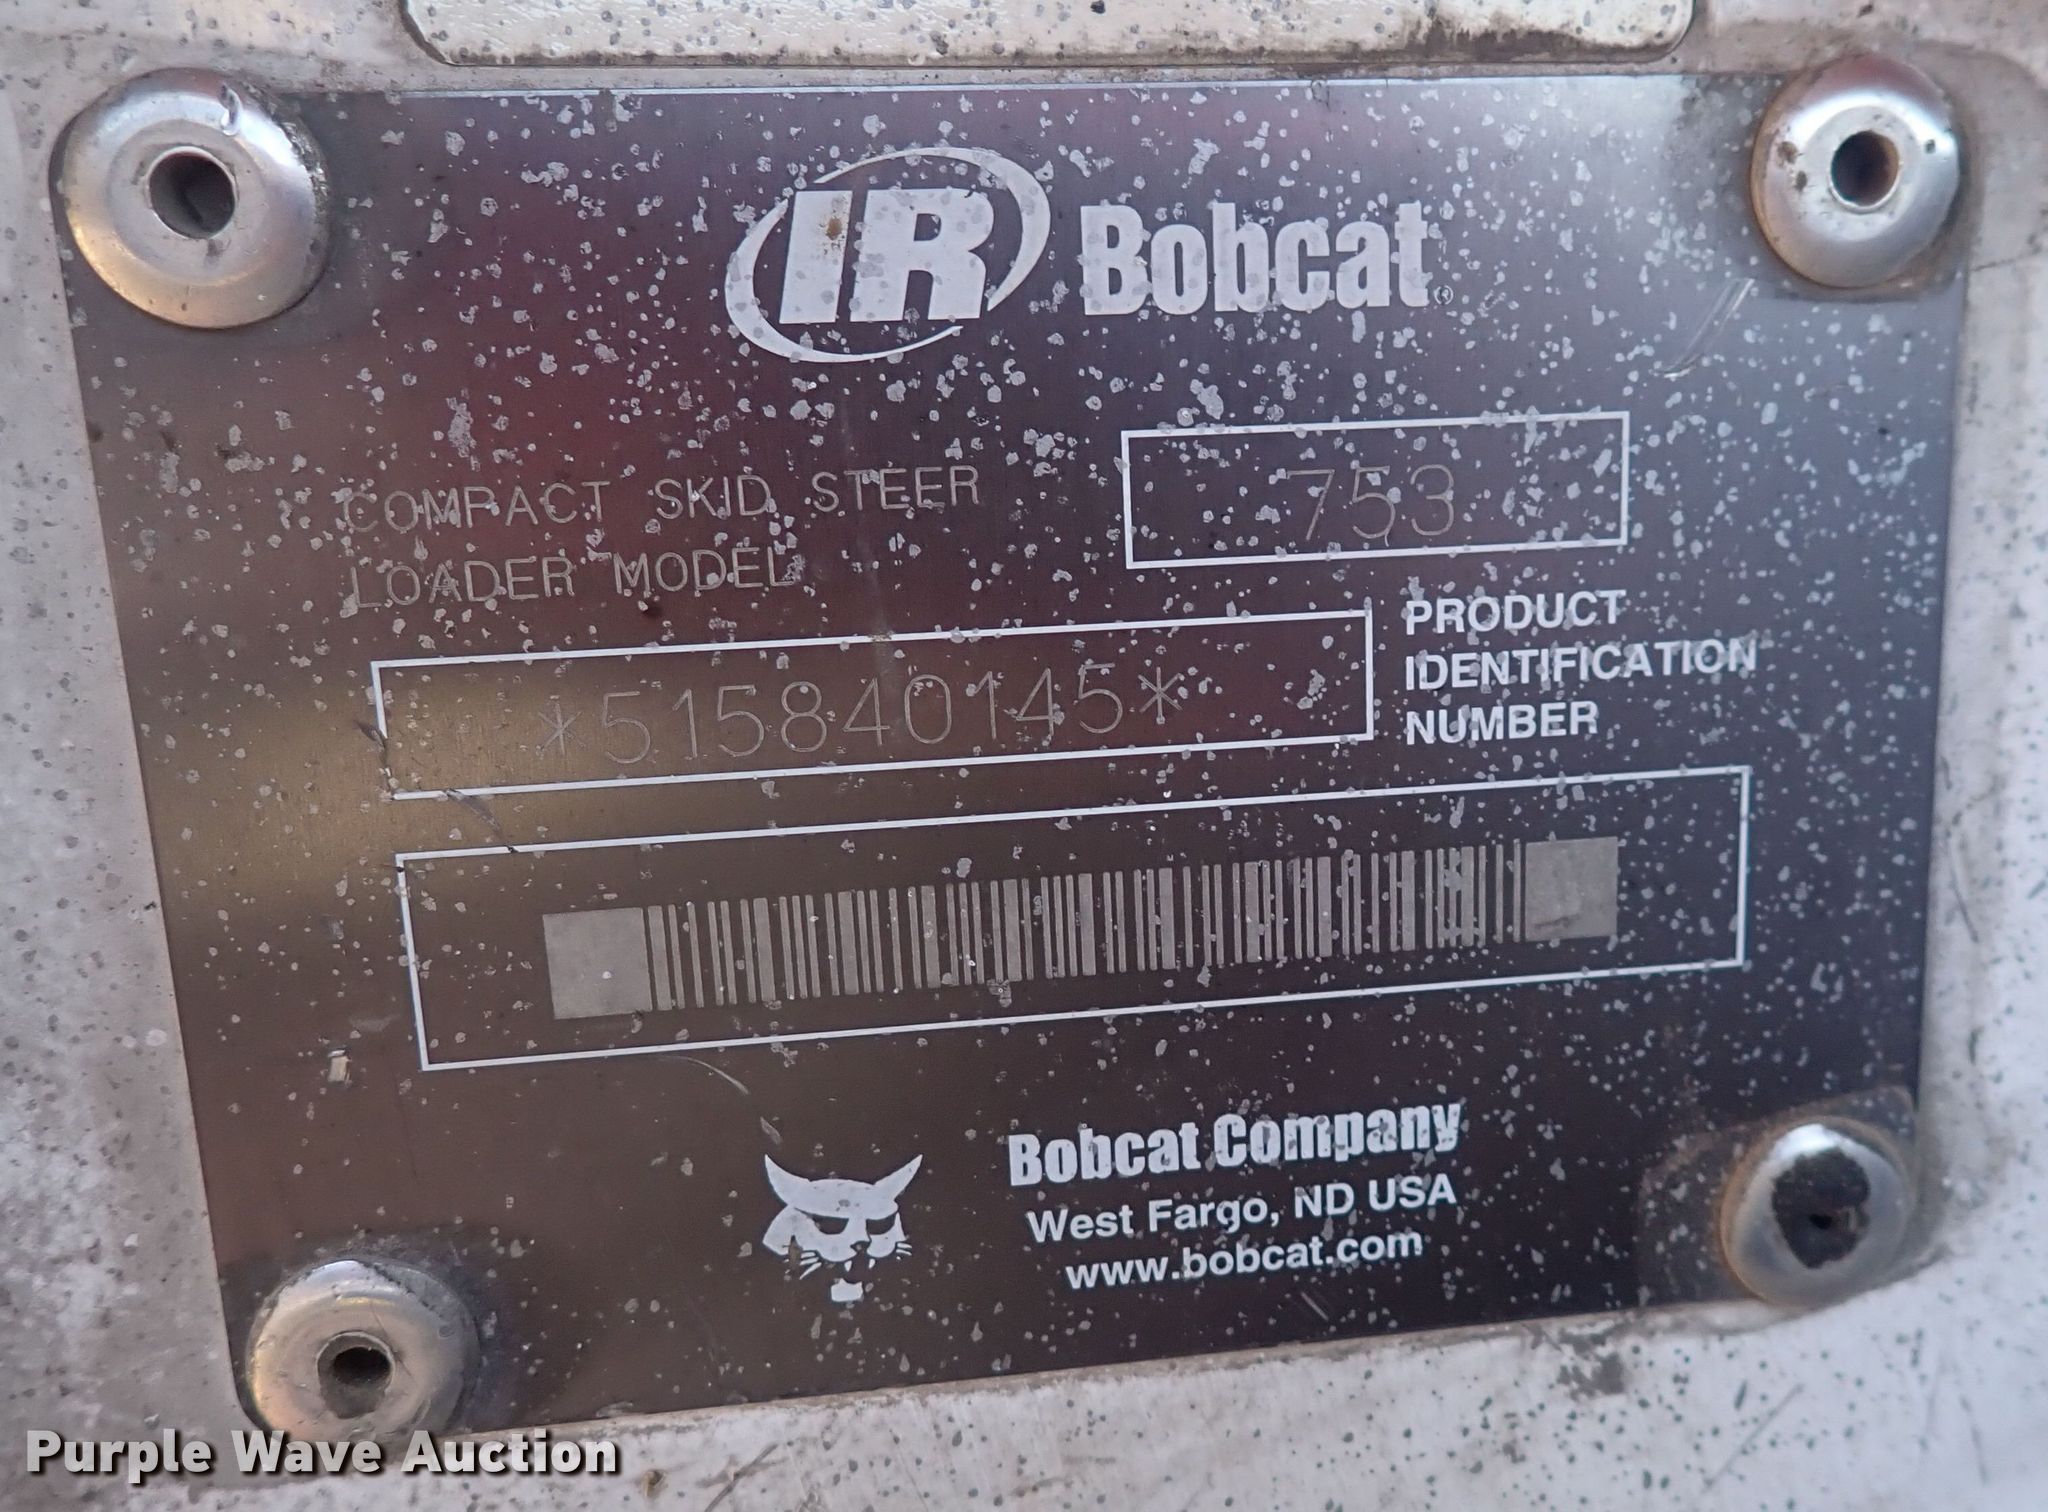 IR Bobcat®
COMPACT SKID STEER
LOADER MODEL
753
*515840145*
PRODUCT
IDENTIFICATION
NUMBER
Bobcat Company
West Fargo, ND USA
www.bobcat.com
Purple Wave Auction